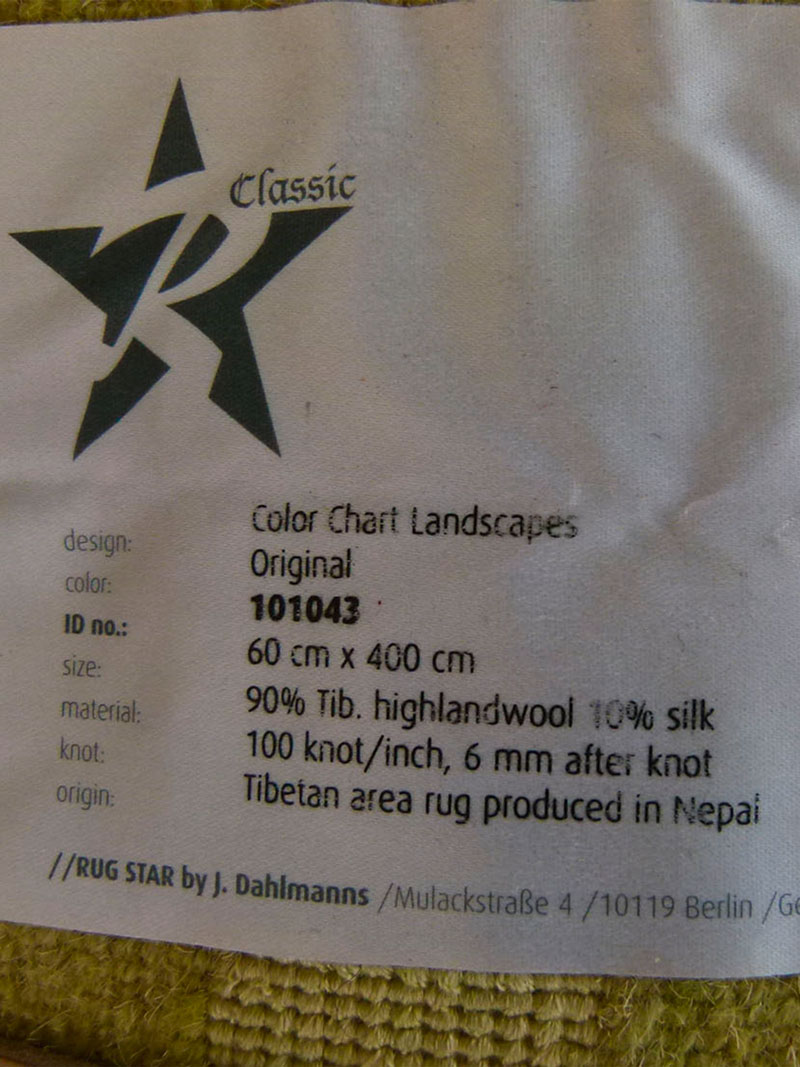 Classic
R
design: Color Chart Landscapes
color: Original
ID no.: 101043
size: 60 cm x 400 cm
material: 90% Tib. highlandwool 10% silk
knot: 100 knot/inch, 6 mm after knot
origin: Tibetan area rug produced in Nepal
//RUG STAR by J. Dahlmanns /Mulackstraße 4 /10119 Berlin /Ge